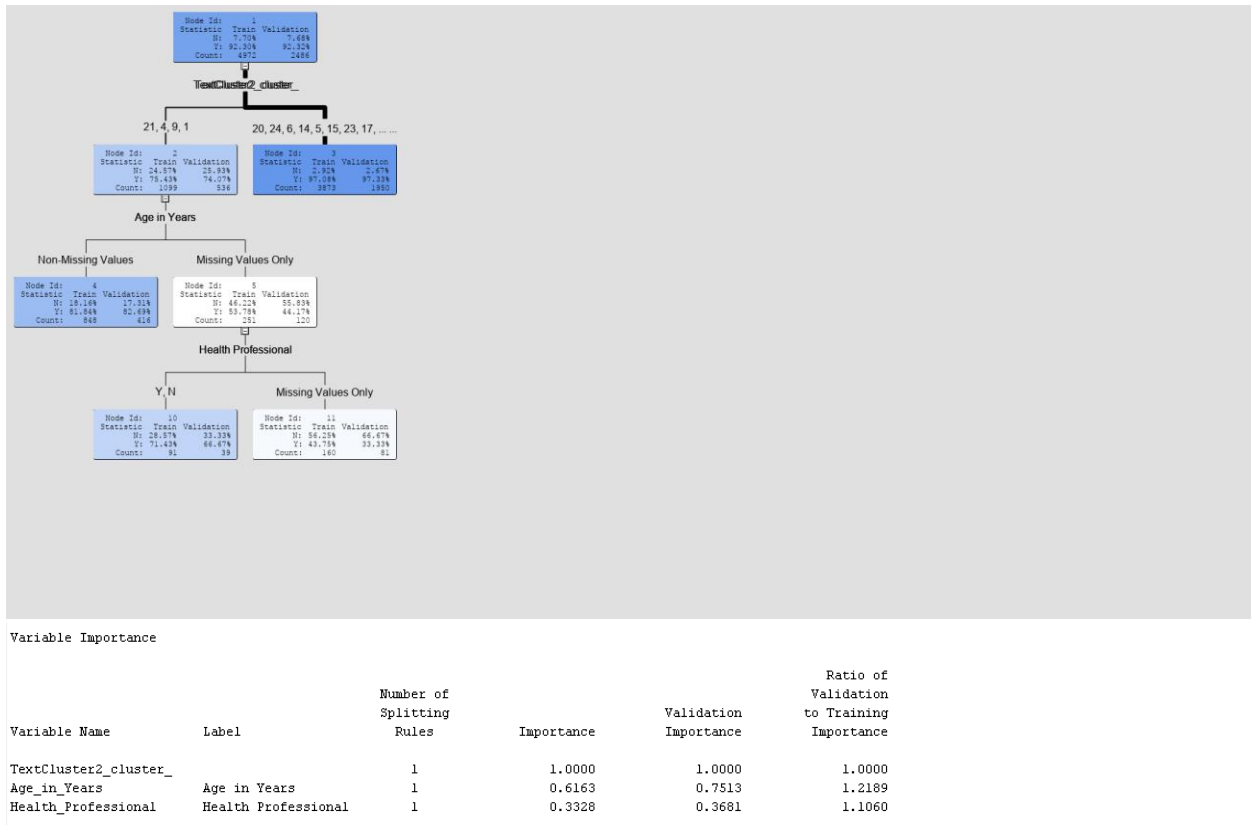 Node Id: 1
Statistic Train Validation
N: 7.70% 7.68%
Y: 92.30% 92.32%
Count: 4972 2486
TextCluster2_cluster_
21, 4, 9, 1
20, 24, 6, 14, 5, 15, 23, 17, ... ...
Node Id: 2
Statistic Train Validation
N: 24.57% 25.93%
Y: 75.43% 74.07%
Count: 1099 536
Node Id: 3
Statistic Train Validation
N: 2.92% 2.67%
Y: 97.08% 97.33%
Count: 3873 1950
Age in Years
Non-Missing Values
Missing Values Only
Node Id: 4
Statistic Train Validation
N: 18.16% 17.31%
Y: 81.84% 82.69%
Count: 848 416
Node Id: 5
Statistic Train Validation
N: 46.22% 55.83%
Y: 53.78% 44.17%
Count: 251 120
Health Professional
Y, N
Missing Values Only
Node Id: 10
Statistic Train Validation
N: 28.57% 33.33%
Y: 71.43% 66.67%
Count: 91 39
Node Id: 11
Statistic Train Validation
N: 56.25% 66.67%
Y: 43.75% 33.33%
Count: 160 81
Variable Importance
Ratio of
Number of Validation
Splitting Validation to Training
Variable Name Label Rules Importance Importance Importance
TextCluster2_cluster_ 1 1.0000 1.0000 1.0000
Age_in_Years Age in Years 1 0.6163 0.7513 1.2189
Health_Professional Health Professional 1 0.3328 0.3681 1.1060